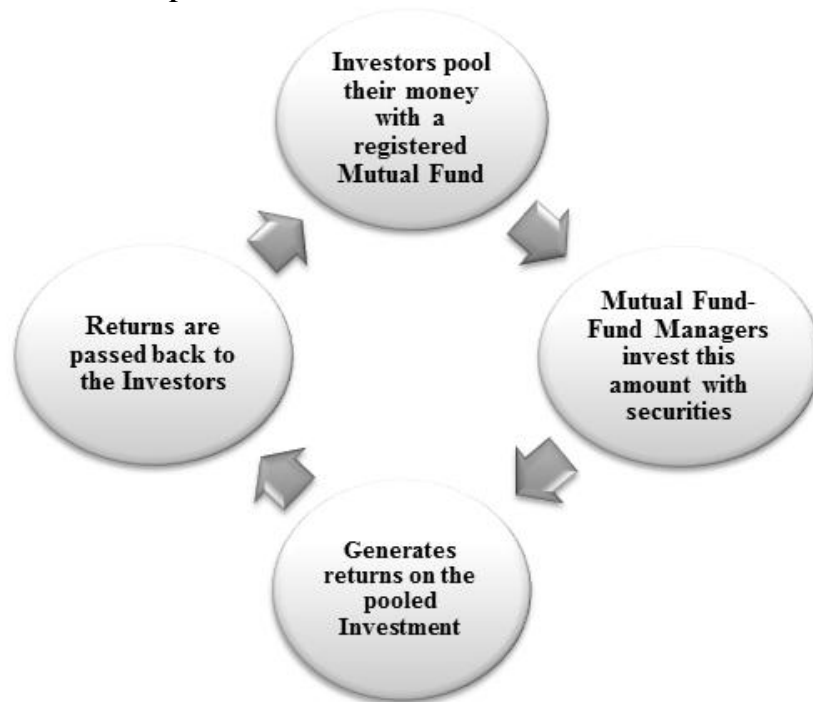 Investors pool
their money
with a
registered
Mutual Fund
Mutual Fund-
Fund Managers
invest this
amount with
securities
Generates
returns on the
pooled
Investment
Returns are
passed back to
the Investors